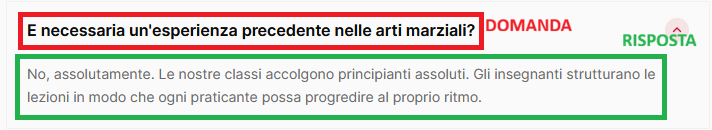 E necessaria un'esperienza precedente nelle arti marziali? DOMANDA
RISPOSTA
No, assolutamente. Le nostre classi accolgono principianti assoluti. Gli insegnanti strutturano le
lezioni in modo che ogni praticante possa progredire al proprio ritmo.